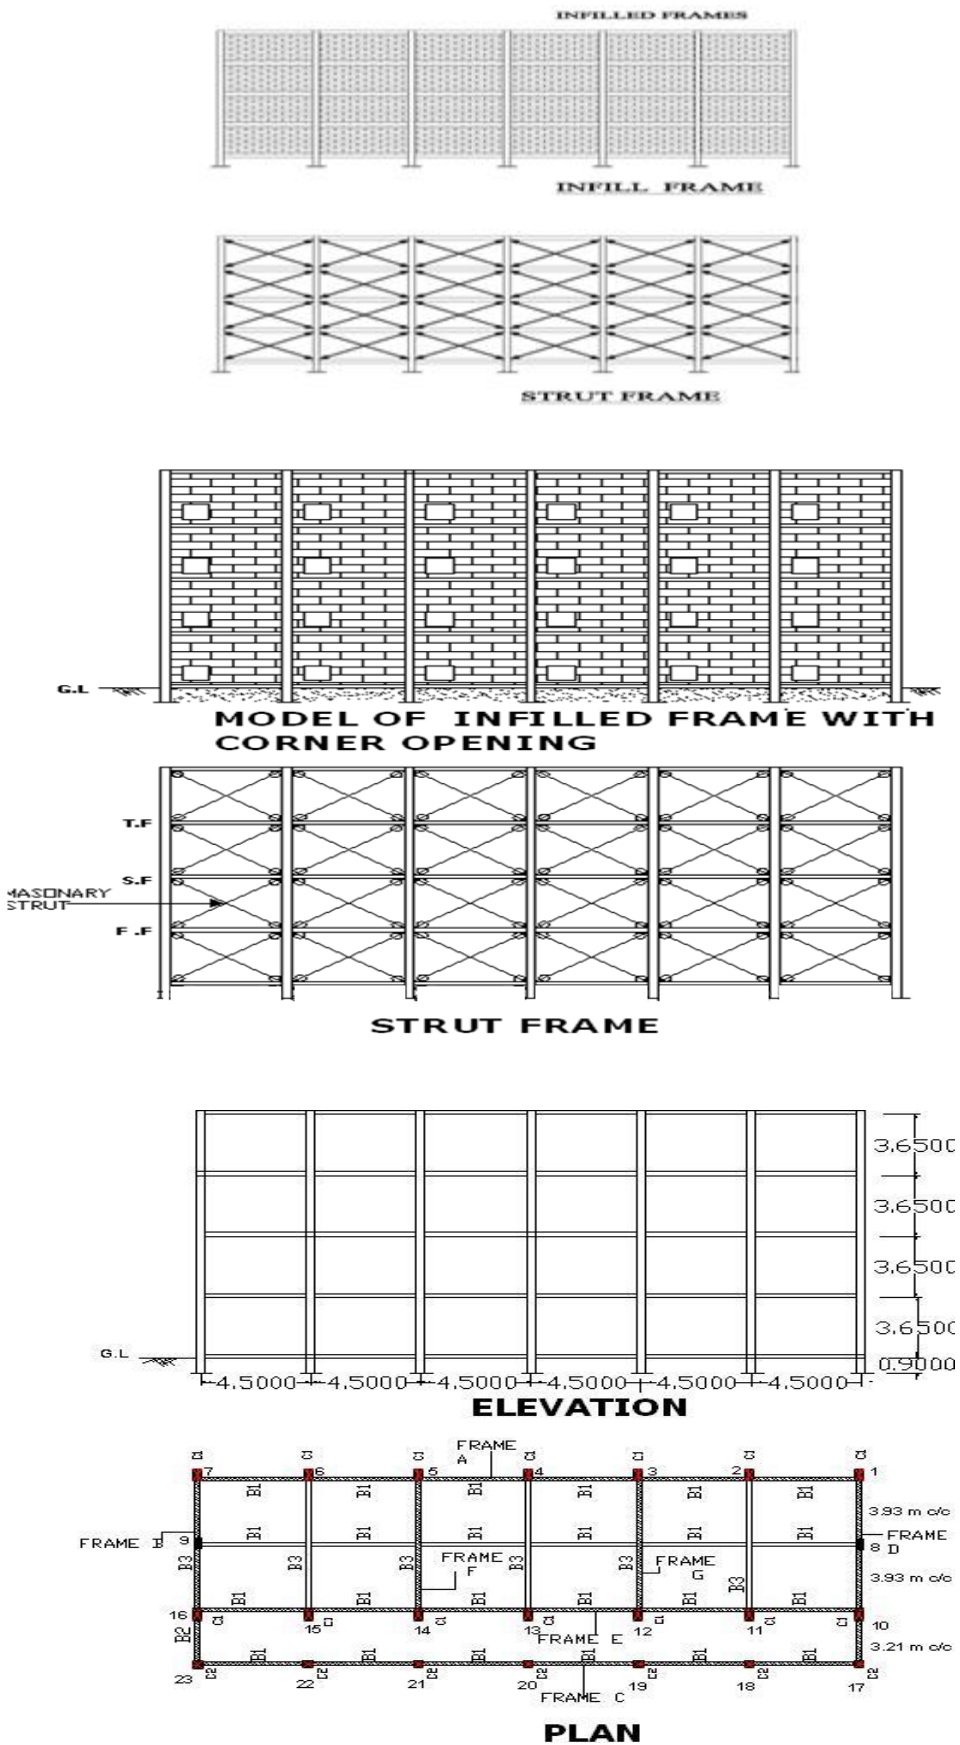 INFILLED FRAMES
INFILL FRAME
STRUT FRAME
G.L
MODEL OF INFILLED FRAME WITH
CORNER OPENING
T.F
S.F
MASONARY
STRUT
F.F
STRUT FRAME
3.6500
3.6500
3.6500
3.6500
G.L
0.9000
4.5000 4.5000 4.5000 4.5000 4.5000 4.5000
ELEVATION
FRAME
A
C1 C1 C1 C1 C1 C1 C1
7 6 5 4 3 2 1
B1 B1 B1 B1 B1 B1
3.93 m c/c
B1 B1 B1 B1 B1 B1
FRAME
9
FRAME
8 D
B3 B3 B3 B3 B3 B3
FRAME
F
FRAME
G
3.93 m c/c
B1 B1 B1 B1 B1 B1
16 C1 15 C1 14 C1 13 C1 12 C1 11 C1 10
B2
FRAME E
3.21 m c/c
B1 B1 B1 B1 B1 B1
23 C2 22 C2 21 C2 20 C2 19 C2 18 C2 17 C2
FRAME C
PLAN